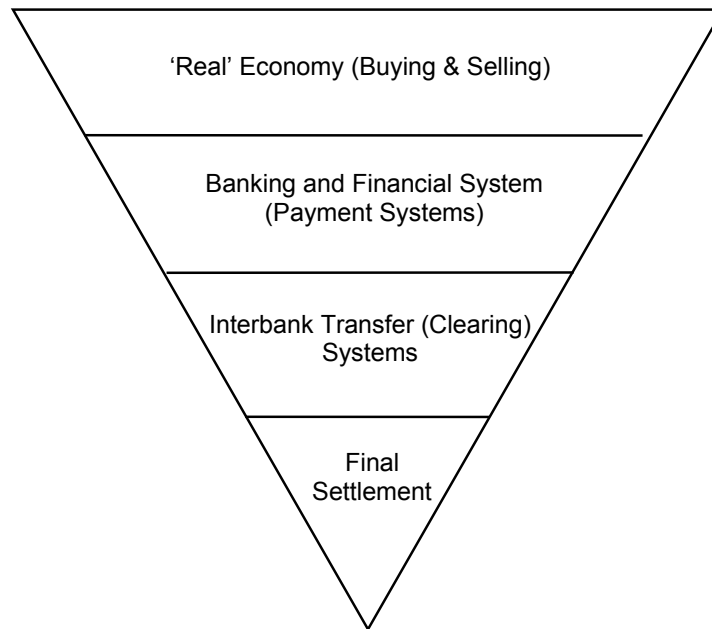 ‘Real’ Economy (Buying & Selling)
Banking and Financial System
(Payment Systems)
Interbank Transfer (Clearing)
Systems
Final
Settlement